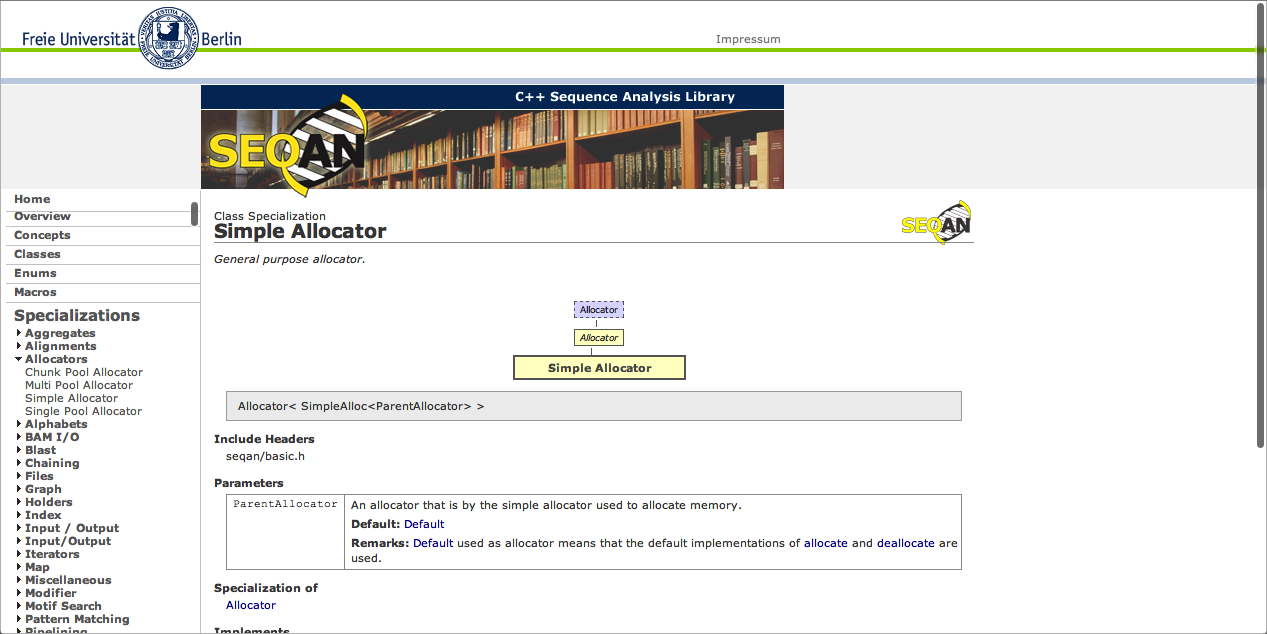 Freie Universität Berlin
Impressum
C++ Sequence Analysis Library
SEQAN
Home
Overview
Concepts
Classes
Enums
Macros
Specializations
Aggregates
Alignments
Allocators
Chunk Pool Allocator
Multi Pool Allocator
Simple Allocator
Single Pool Allocator
Alphabets
BAM I/O
Blast
Chaining
Files
Graph
Holders
Index
Input / Output
Input/Output
Iterators
Map
Miscellaneous
Modifier
Motif Search
Pattern Matching
Pipelining
Class Specialization
Simple Allocator
SEQAN
General purpose allocator.
Allocator
Allocator
Simple Allocator
Allocator< SimpleAlloc<ParentAllocator> >
Include Headers
seqan/basic.h
Parameters
ParentAllocator
An allocator that is by the simple allocator used to allocate memory.
Default: Default
Remarks: Default used as allocator means that the default implementations of allocate and deallocate are
used.
Specialization of
Allocator
Implements